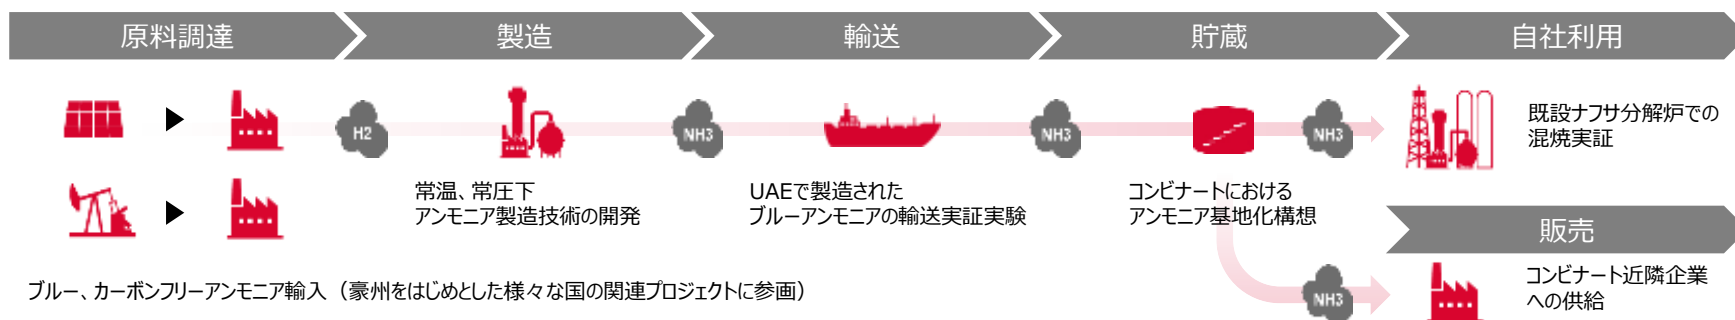 原料調達
製造
輸送
貯蔵
自社利用
H2
NH3
NH3
NH3
既設ナフサ分解炉での
混焼実証
常温、常圧下
アンモニア製造技術の開発
UAEで製造された
ブルーアンモニアの輸送実証実験
コンビナートにおける
アンモニア基地化構想
販売
NH3
コンビナート近隣企業
への供給
ブルー、カーボンフリーアンモニア輸入（豪州をはじめとした様々な国の関連プロジェクトに参画）